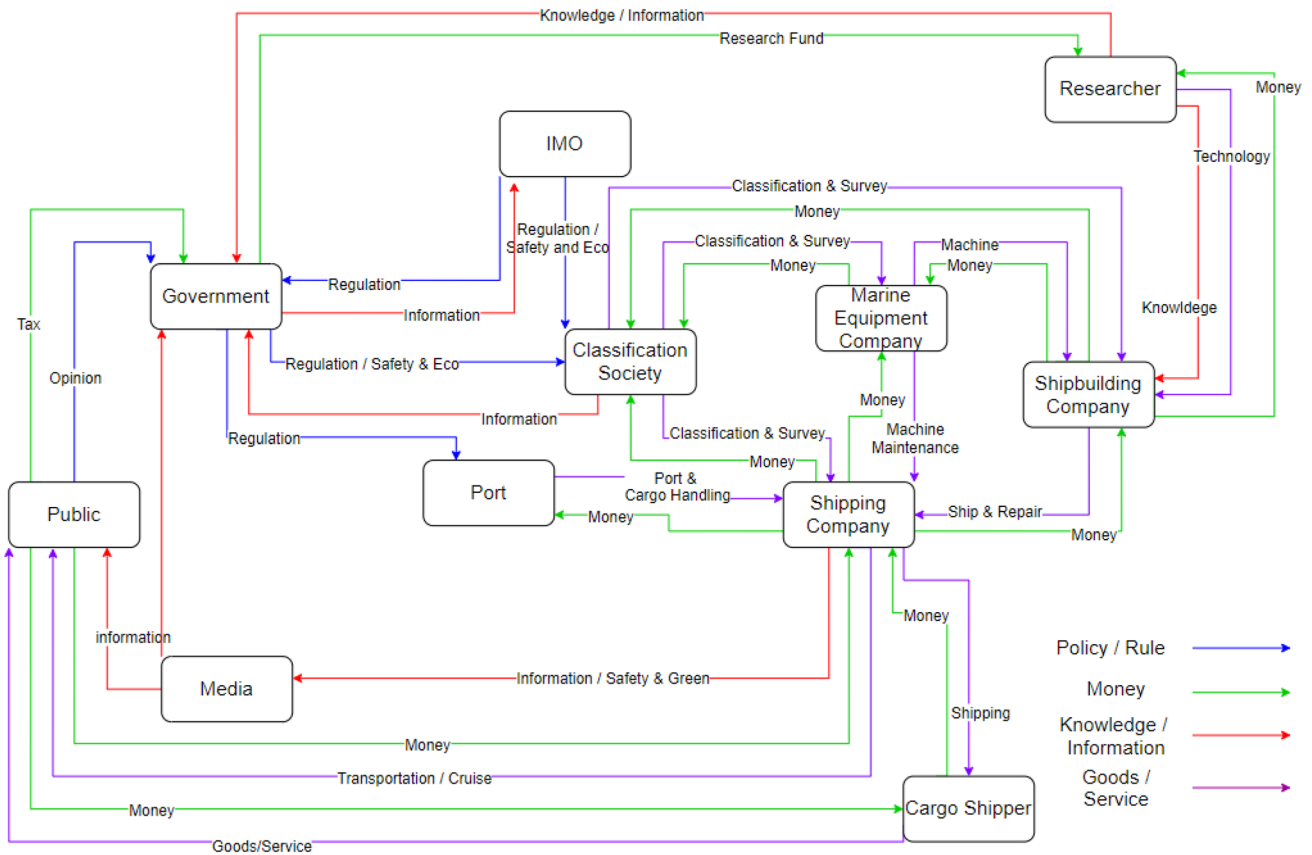 Knowledge / Information
Research Fund
Researcher
Money
IMO
Technology
Classification & Survey
Money
Regulation /
Safety and Eco
Classification & Survey
Machine
Money
Money
Government
Regulation
Marine
Equipment
Company
Knowldege
Information
Tax
Classification
Society
Regulation / Safety & Eco
Opinion
Shipbuilding
Company
Money
Information
Regulation
Classification & Survey
Machine
Maintenance
Money
Port &
Cargo Handling
Port
Public
Shipping
Company
Ship & Repair
Money
Money
Money
information
Policy / Rule
Media
Information / Safety & Green
Money
Shipping
Knowledge /
Information
Money
Transportation / Cruise
Goods /
Service
Money
Cargo Shipper
Goods/Service